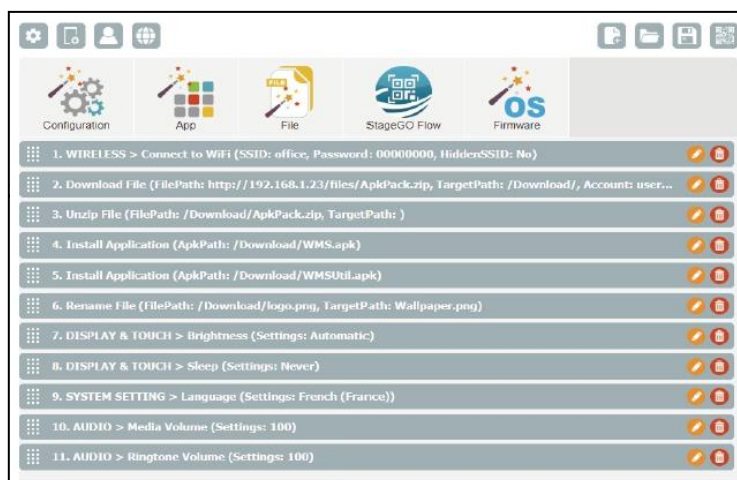 FILE
OS
Configuration
App
File
StageGO Flow
Firmware
1. WIRELESS > Connect to WiFi (SSID: office, Password: 00000000, HiddenSSID: No)
2. Download File (FilePath: http://192.168.1.23/files/ApkPack.zip, TargetPath: /Download/, Account: user...
3. Unzip File (FilePath: /Download/ApkPack.zip, TargetPath: )
4. Install Application (ApkPath: /Download/WMS.apk)
5. Install Application (ApkPath: /Download/WMSUtil.apk)
6. Rename File (FilePath: /Download/logo.png, TargetPath: Wallpaper.png)
7. DISPLAY & TOUCH > Brightness (Settings: Automatic)
8. DISPLAY & TOUCH > Sleep (Settings: Never)
9. SYSTEM SETTING > Language (Settings: French (France))
10. AUDIO > Media Volume (Settings: 100)
11. AUDIO > Ringtone Volume (Settings: 100)